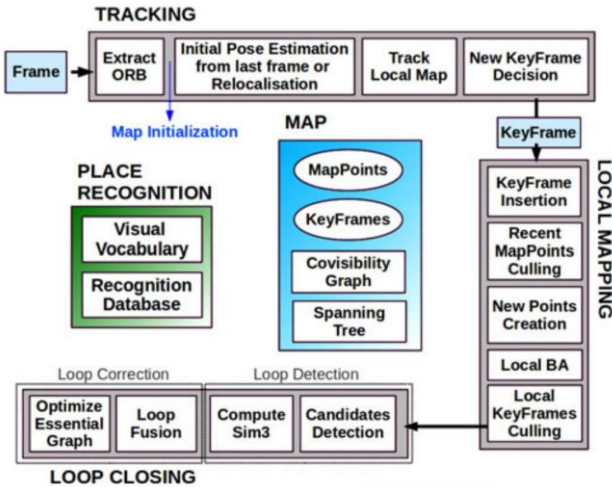 TRACKING
Frame
Extract
ORB
Initial Pose Estimation
from last frame or
Relocalisation
Track
Local Map
New KeyFrame
Decision
Map Initialization
MAP
KeyFrame
PLACE
RECOGNITION
Visual
Vocabulary
Recognition
Database
MapPoints
KeyFrames
Covisibility
Graph
Spanning
Tree
LOCAL MAPPING
KeyFrame
Insertion
Recent
MapPoints
Culling
New Points
Creation
Local BA
Local
KeyFrames
Culling
Loop Correction
Loop Detection
Optimize
Essential
Graph
Loop
Fusion
Compute
Sim3
Candidates
Detection
LOOP CLOSING